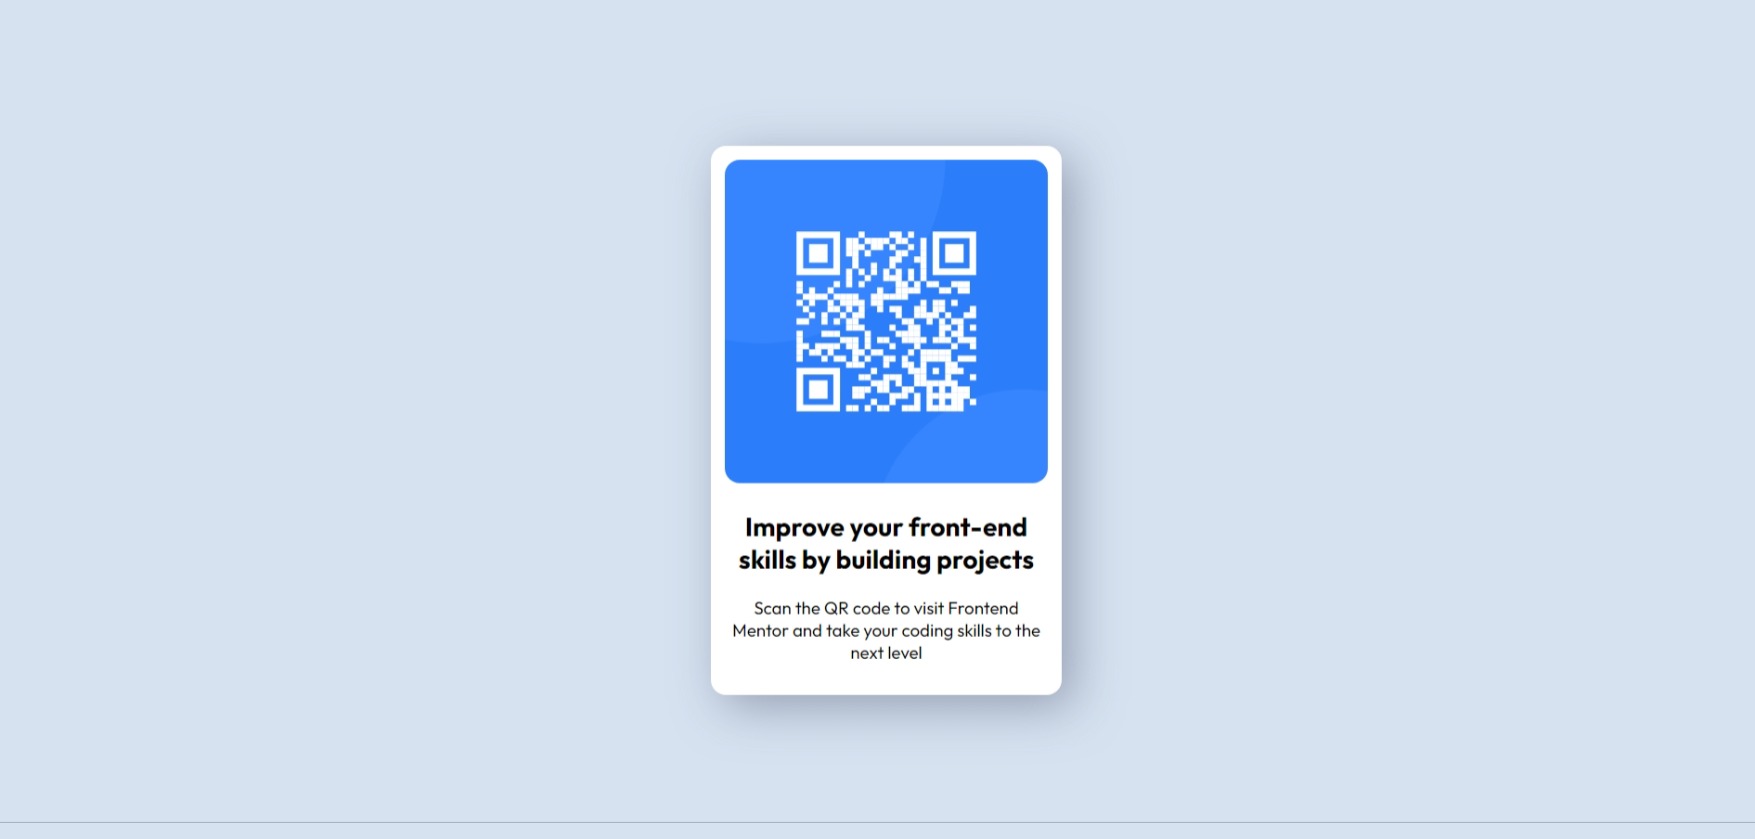 Improve your front-end
skills by building projects
Scan the QR code to visit Frontend
Mentor and take your coding skills to the
next level